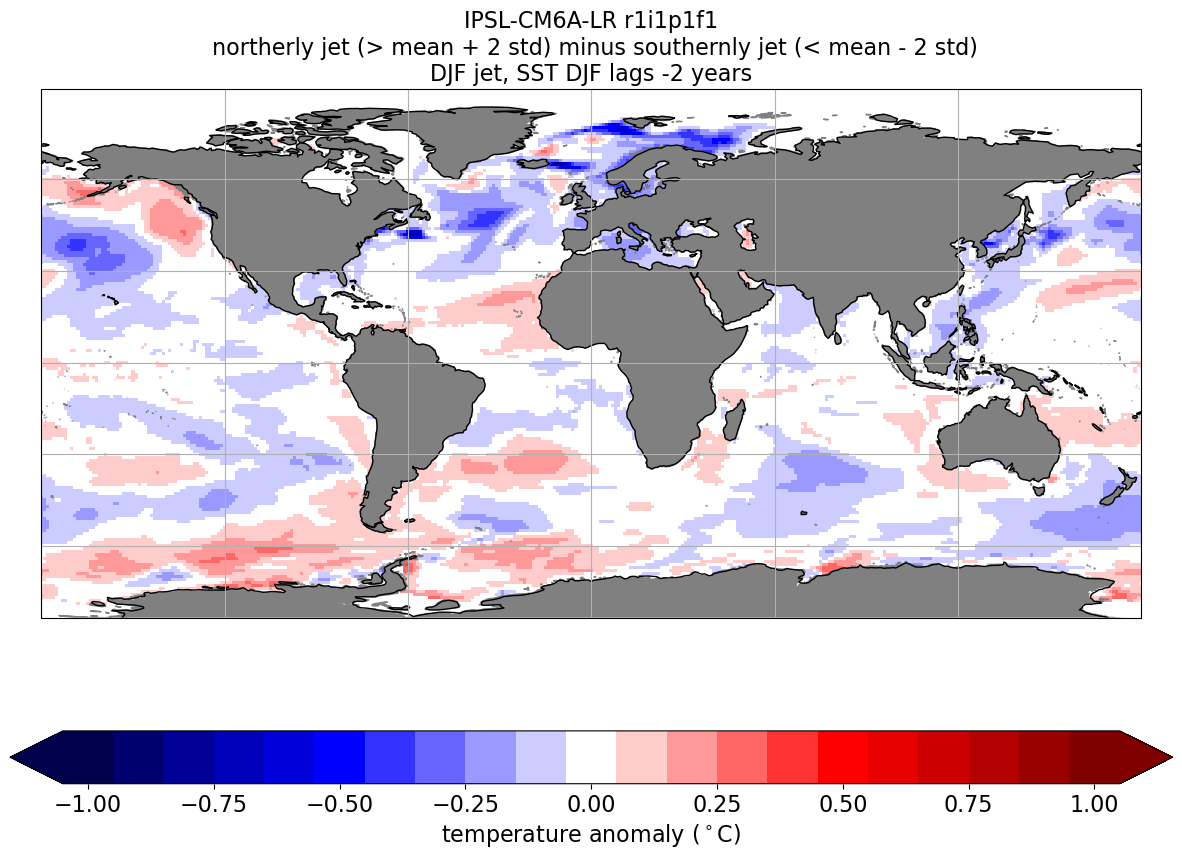 IPSL-CM6A-LR r1i1p1f1
northerly jet (> mean + 2 std) minus southernly jet (< mean - 2 std)
DJF jet, SST DJF lags -2 years
−1.00 −0.75 −0.50 −0.25 0.00 0.25 0.50 0.75 1.00
temperature anomaly (°C)